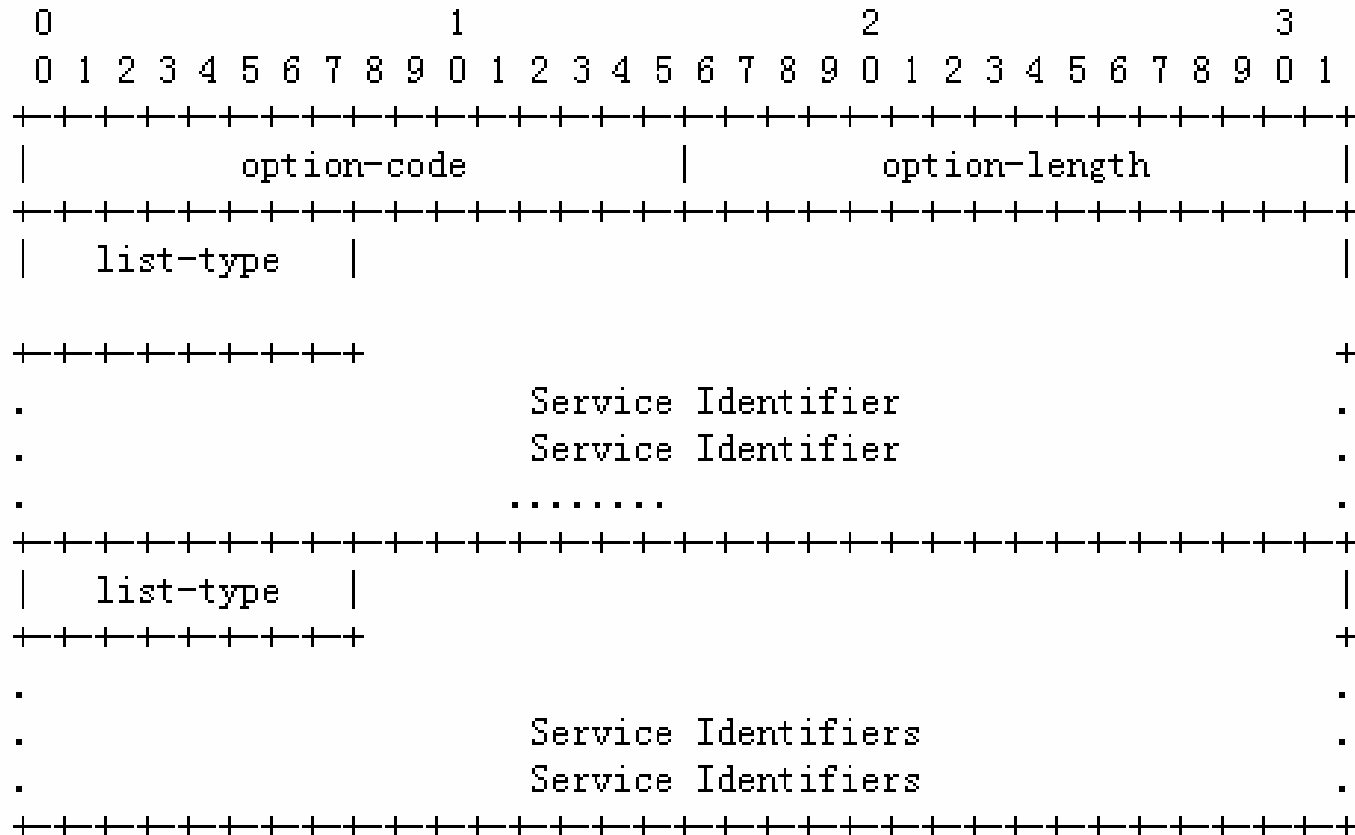 0                   1                   2                   3
0 1 2 3 4 5 6 7 8 9 0 1 2 3 4 5 6 7 8 9 0 1 2 3 4 5 6 7 8 9 0 1
+-+-+-+-+-+-+-+-+-+-+-+-+-+-+-+-+-+-+-+-+-+-+-+-+-+-+-+-+-+-+-+-+
|          option-code          |         option-length         |
+-+-+-+-+-+-+-+-+-+-+-+-+-+-+-+-+-+-+-+-+-+-+-+-+-+-+-+-+-+-+-+-+
|   list-type   |                                               |
+-+-+-+-+-+-+-+-+                                               +
.                        Service Identifier                     .
.                        Service Identifier                     .
.                       ........                                .
+-+-+-+-+-+-+-+-+-+-+-+-+-+-+-+-+-+-+-+-+-+-+-+-+-+-+-+-+-+-+-+-+
|   list-type   |                                               |
+-+-+-+-+-+-+-+-+                                               +
.                                                               .
.                        Service Identifiers                    .
.                        Service Identifiers                    .
+-+-+-+-+-+-+-+-+-+-+-+-+-+-+-+-+-+-+-+-+-+-+-+-+-+-+-+-+-+-+-+-+